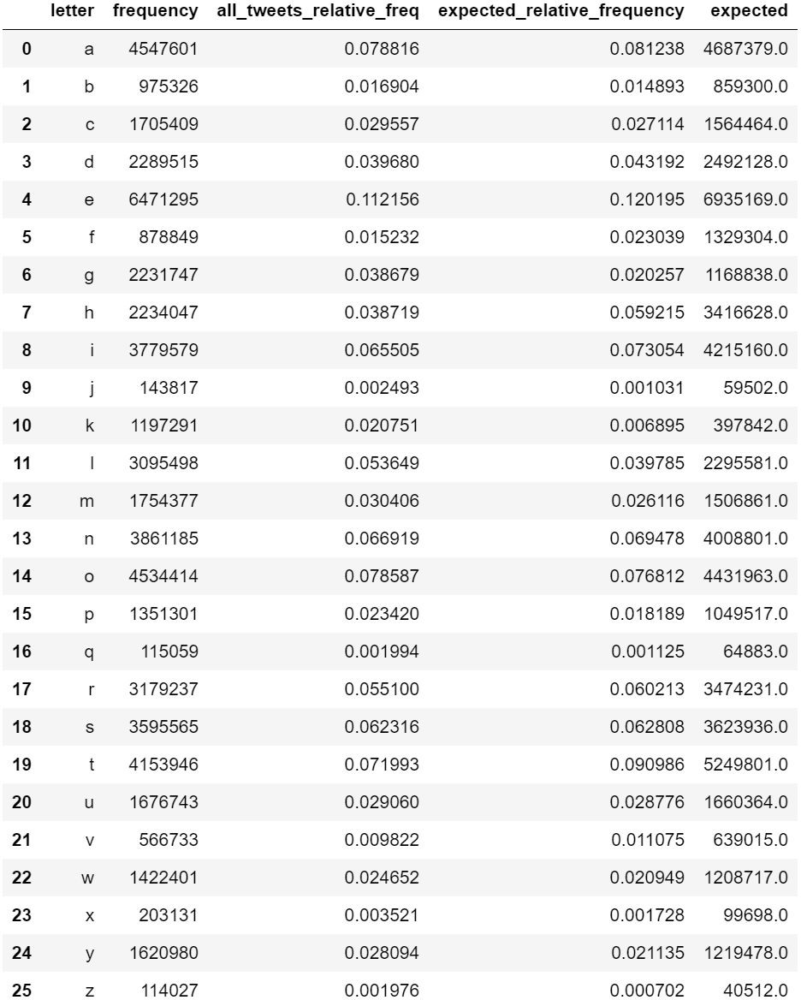 letter frequency all_tweets_relative_freq expected_relative_frequency expected
0 a 4547601 0.078816 0.081238 4687379.0
1 b 975326 0.016904 0.014893 859300.0
2 c 1705409 0.029557 0.027114 1564464.0
3 d 2289515 0.039680 0.043192 2492128.0
4 e 6471295 0.112156 0.120195 6935169.0
5 f 878849 0.015232 0.023039 1329304.0
6 g 2231747 0.038679 0.020257 1168838.0
7 h 2234047 0.038719 0.059215 3416628.0
8 i 3779579 0.065505 0.073054 4215160.0
9 j 143817 0.002493 0.001031 59502.0
10 k 1197291 0.020751 0.006895 397842.0
11 l 3095498 0.053649 0.039785 2295581.0
12 m 1754377 0.030406 0.026116 1506861.0
13 n 3861185 0.066919 0.069478 4008801.0
14 o 4534414 0.078587 0.076812 4431963.0
15 p 1351301 0.023420 0.018189 1049517.0
16 q 115059 0.001994 0.001125 64883.0
17 r 3179237 0.055100 0.060213 3474231.0
18 s 3595565 0.062316 0.062808 3623936.0
19 t 4153946 0.071993 0.090986 5249801.0
20 u 1676743 0.029060 0.028776 1660364.0
21 v 566733 0.009822 0.011075 639015.0
22 w 1422401 0.024652 0.020949 1208717.0
23 x 203131 0.003521 0.001728 99698.0
24 y 1620980 0.028094 0.021135 1219478.0
25 z 114027 0.001976 0.000702 40512.0